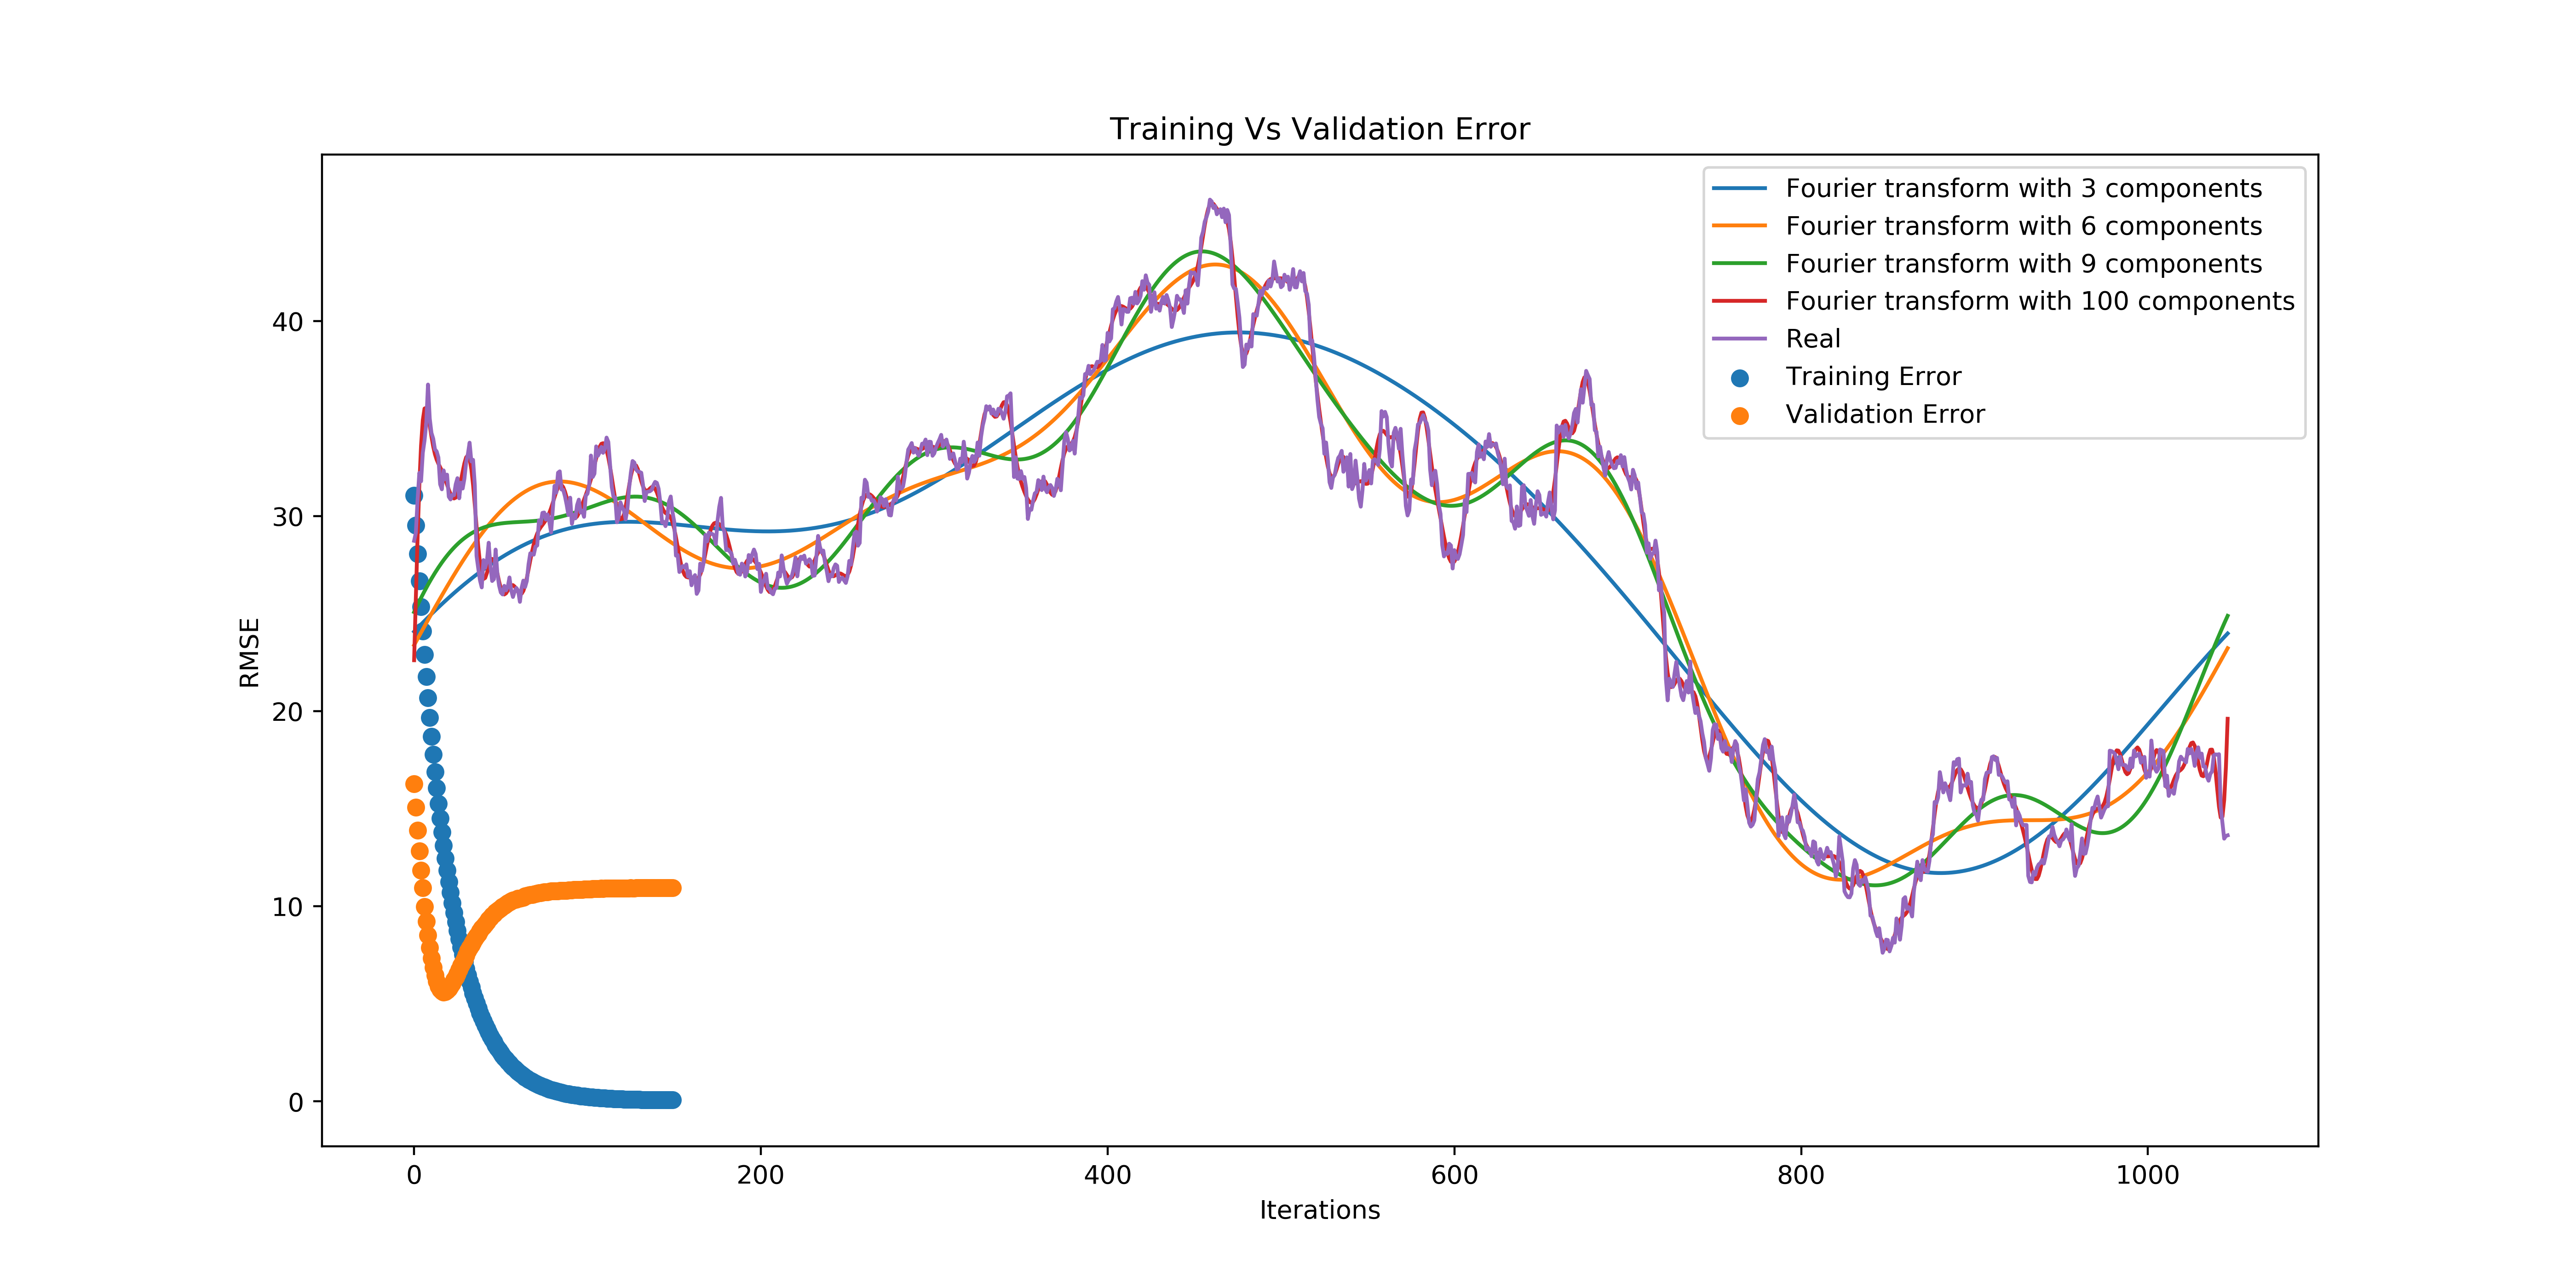 Training Vs Validation Error
Fourier transform with 3 components
Fourier transform with 6 components
Fourier transform with 9 components
Fourier transform with 100 components
Real
Training Error
Validation Error
RMSE
40
30
20
10
0
0 200 400 600 800 1000
Iterations